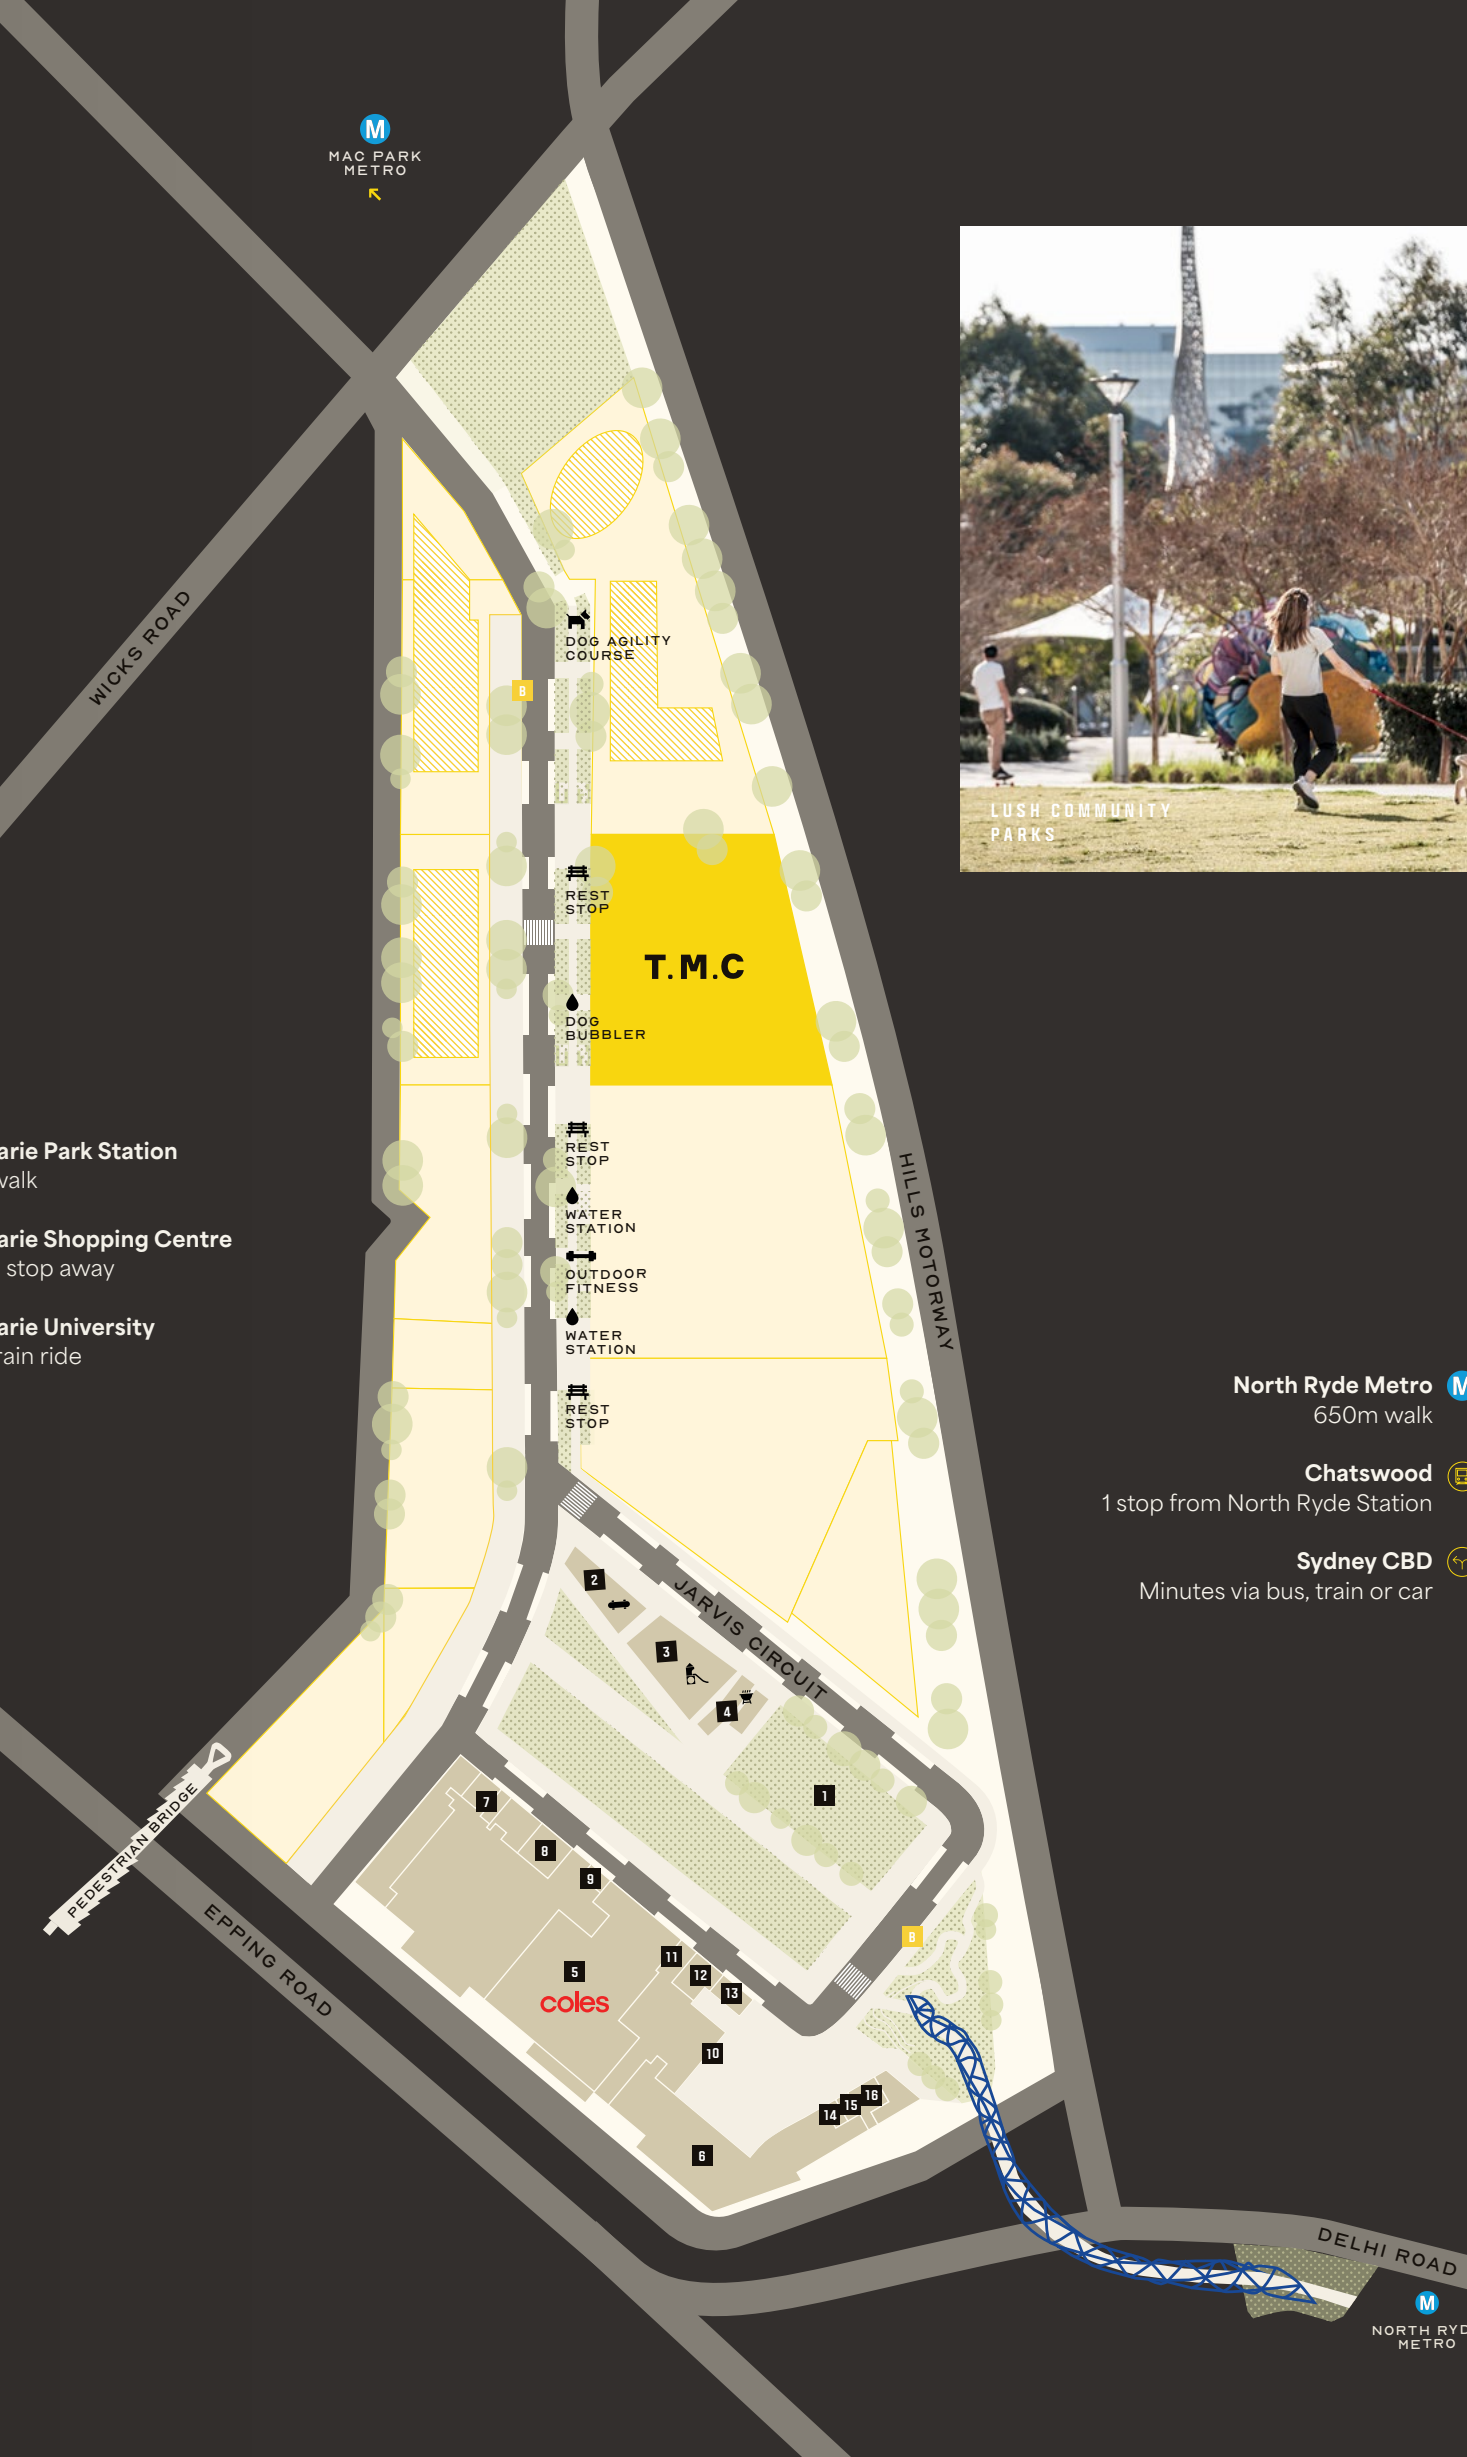 M
MAC PARK
METRO
WICKS ROAD
DOG AGILITY
COURSE
B
LUSH COMMUNITY
PARKS
REST
STOP
T.M.C
DOG
BUBBLER
REST
STOP
WATER
STATION
OUTDOOR
FITNESS
WATER
STATION
REST
STOP
HILLS MOTORWAY
arie Park Station
valk
arie Shopping Centre
stop away
arie University
rain ride
North Ryde Metro
M
650m walk
Chatswood
1 stop from North Ryde Station
Sydney CBD
Minutes via bus, train or car
2
JARVIS CIRCUIT
3
4
1
7
8
9
PEDESTRIAN BRIDGE
EPPING ROAD
B
11
12
13
5
coles
10
16
15
14
6
DELHI ROAD
M
NORTH RYD
METRO